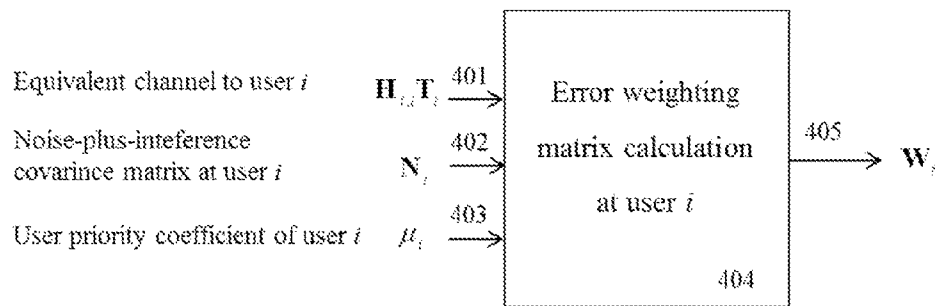 Equivalent channel to user i H_{i,i}T_i 401
Noise-plus-inteference
covarince matrix at user i N_i 402
User priority coefficient of user i μ_i 403
Error weighting
matrix calculation
at user i
404
405
W_i